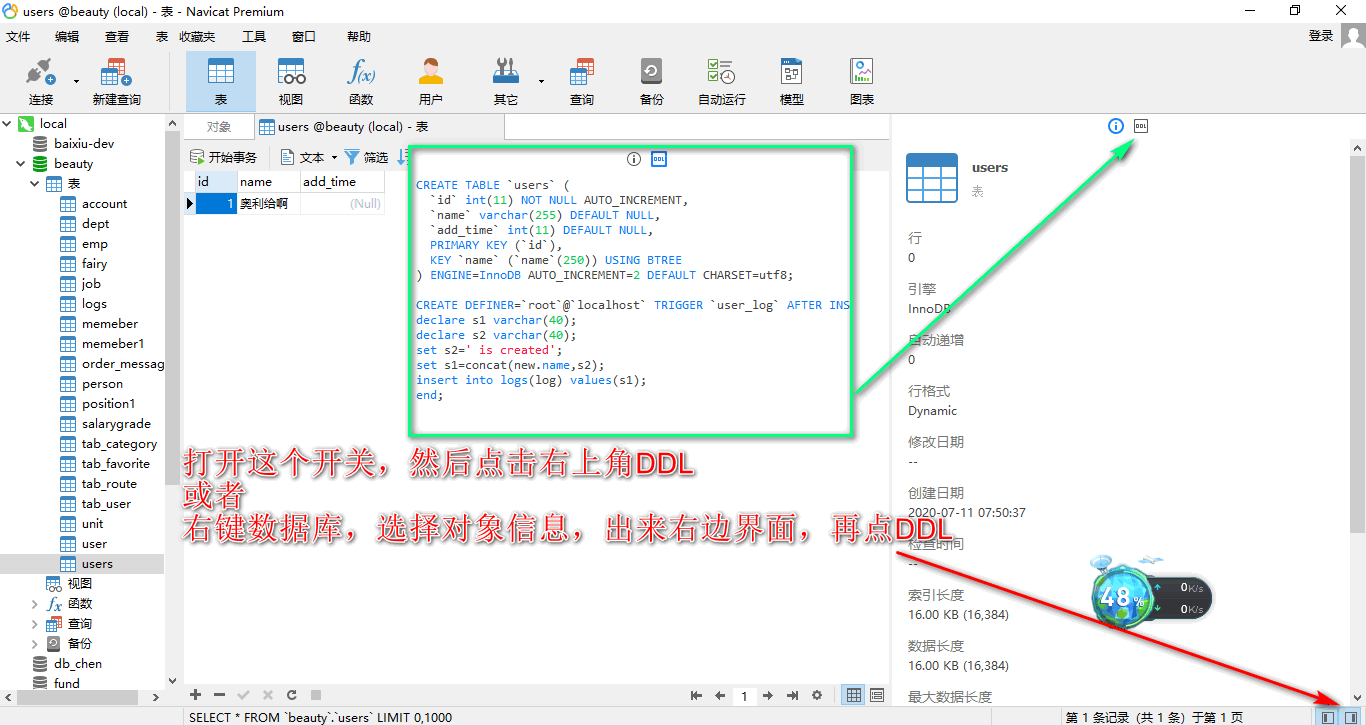 users @beauty (local) - 表 - Navicat Premium
文件 编辑 查看 表 收藏夹 工具 窗口 帮助 登录
连接 新建查询 表 视图 函数 用户 其它 查询 备份 自动运行 模型 图表
local
baixiu-dev
beauty
表
account
dept
emp
fairy
job
logs
memeber
memeber1
order_messag
person
position1
salarygrade
tab_category
tab_favorite
tab_route
tab_user
unit
user
users
视图
函数
查询
备份
db_chen
fund
对象 users @beauty (local) - 表
开始事务 文本 筛选
id name add_time
1 奥利给啊 (Null)
DDL
CREATE TABLE `users` (
`id` int(11) NOT NULL AUTO_INCREMENT,
`name` varchar(255) DEFAULT NULL,
`add_time` int(11) DEFAULT NULL,
PRIMARY KEY (`id`),
KEY `name` (`name`(250)) USING BTREE
) ENGINE=InnoDB AUTO_INCREMENT=2 DEFAULT CHARSET=utf8;
CREATE DEFINER=`root`@`localhost` TRIGGER `user_log` AFTER INS
declare s1 varchar(40);
declare s2 varchar(40);
set s2=' is created';
set s1=concat(new.name,s2);
insert into logs(log) values(s1);
end;
打开这个开关，然后点击右上角DDL
或者
右键数据库，选择对象信息，出来右边界面，再点DDL
DDL
users
表
行
0
引擎
InnoDB
自动递增
0
行格式
Dynamic
修改日期
--
创建日期
2020-07-11 07:50:37
检查时间
--
索引长度
16.00 KB (16,384)
数据长度
16.00 KB (16,384)
最大数据长度
48%
0K/s
0K/s
1
SELECT * FROM `beauty`.`users` LIMIT 0,1000
第 1 条记录（共 1 条）于第 1 页